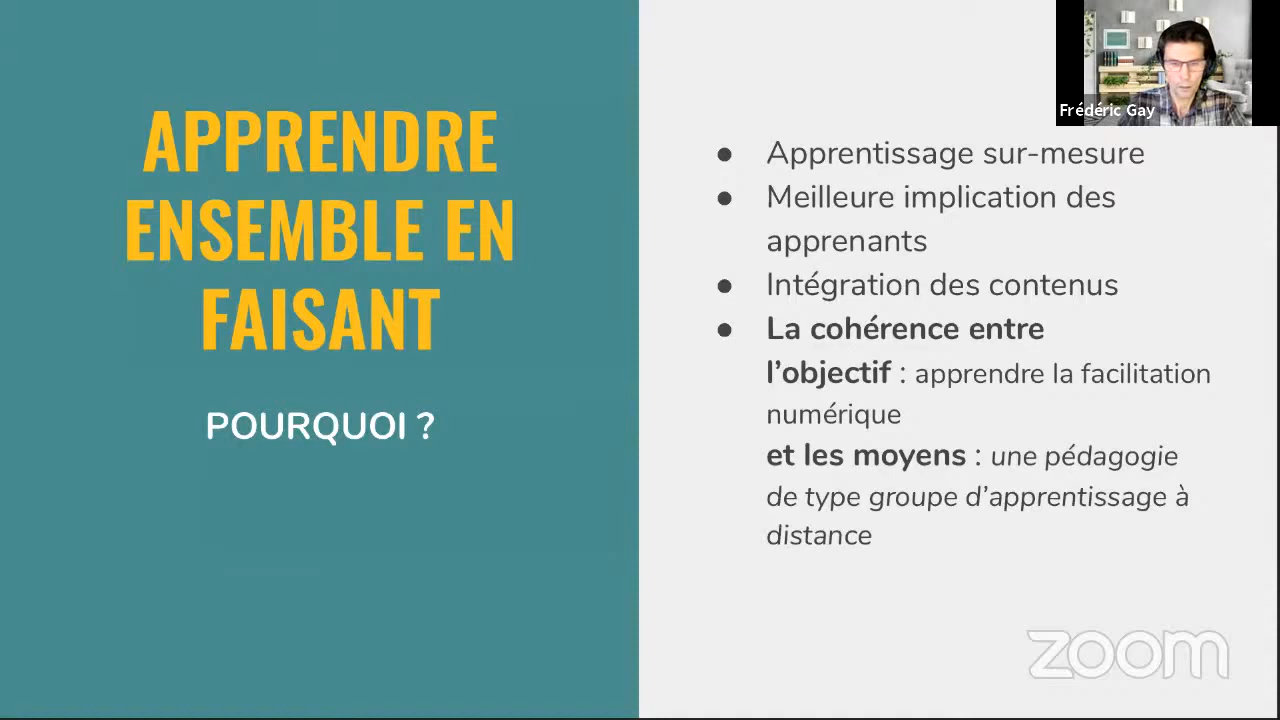 APPRENDRE
ENSEMBLE EN
FAISANT
POURQUOI ?
Frédéric Gay
● Apprentissage sur-mesure
● Meilleure implication des
apprenants
● Intégration des contenus
● La cohérence entre
l’objectif : apprendre la facilitation
numérique
et les moyens : une pédagogie
de type groupe d’apprentissage à
distance
zoom